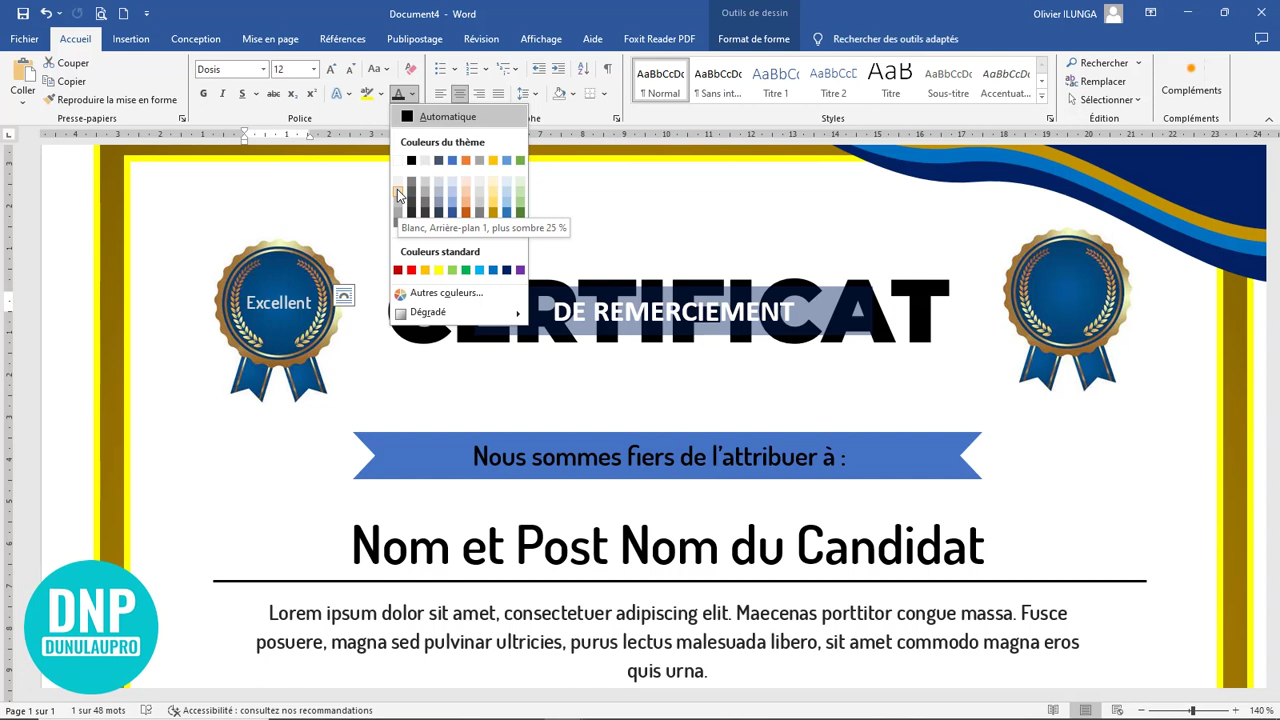 Document4 - Word
Outils de dessin
Olivier ILUNGA
Fichier
Accueil
Insertion
Conception
Mise en page
Références
Publipostage
Révision
Affichage
Aide
Foxit Reader PDF
Format de forme
Rechercher des outils adaptés
Coller
Couper
Copier
Reproduire la mise en forme
Presse-papiers
Dosis
12
Police
AaBbCcDc
¶ Normal
AaBbCcDc
¶ Sans int...
AaBbC
Titre 1
AaBbCcC
Titre 2
AaB
Titre
AaBbCcD
Sous-titre
AaBbCcDc
Accentuat...
Styles
Rechercher
Remplacer
Sélectionner
Édition
Compléments
Compléments
Automatique
Couleurs du thème
Blanc, Arrière-plan 1, plus sombre 25 %
Couleurs standard
Autres couleurs...
Dégradé
Excellent
CERTIFICAT
DE REMERCIEMENT
Nous sommes fiers de l’attribuer à :
Nom et Post Nom du Candidat
Lorem ipsum dolor sit amet, consectetuer adipiscing elit. Maecenas porttitor congue massa. Fusce
posuere, magna sed pulvinar ultricies, purus lectus malesuada libero, sit amet commodo magna eros
quis urna.
DNP
DUNULAUPRO
Page 1 sur 1
1 sur 48 mots
Accessibilité : consultez nos recommandations
140 %